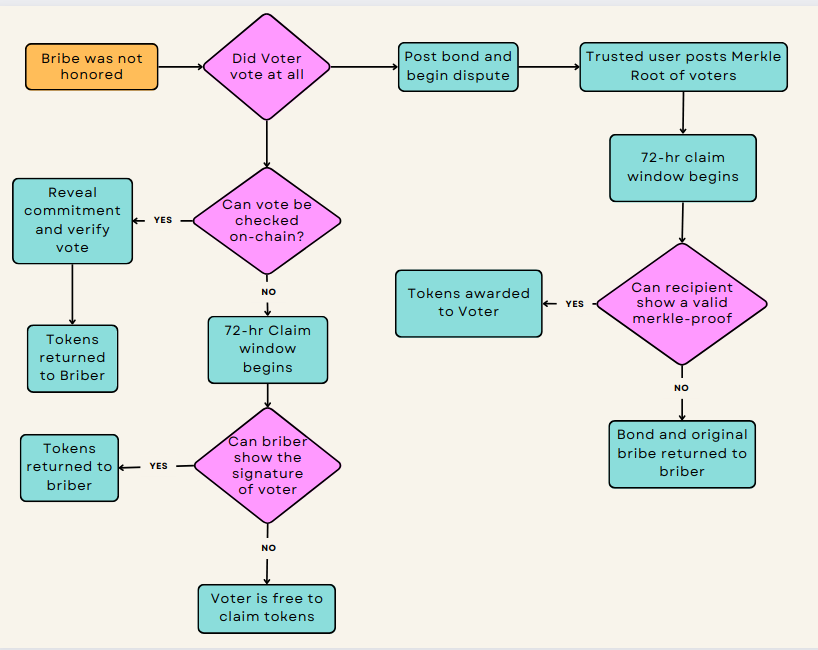 Bribe was not
honored
Did Voter
vote at all
Post bond and
begin dispute
Trusted user posts Merkle
Root of voters
72-hr claim
window begins
Can recipient
show a valid
merkle-proof
YES
Tokens awarded
to Voter
NO
Bond and original
bribe returned to
briber
Can vote be
checked
on-chain?
YES
Reveal
commitment
and verify
vote
Tokens
returned
to Briber
NO
72-hr Claim
window
begins
Can briber
show the
signature
of voter
YES
Tokens
returned to
briber
NO
Voter is free to
claim tokens